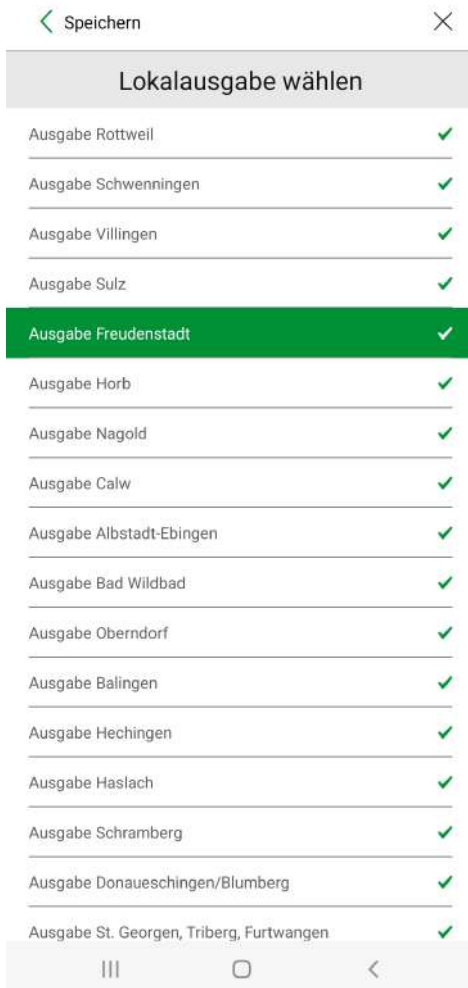 Speichern
Lokalausgabe wählen
Ausgabe Rottweil
Ausgabe Schwenningen
Ausgabe Villingen
Ausgabe Sulz
Ausgabe Freudenstadt
Ausgabe Horb
Ausgabe Nagold
Ausgabe Calw
Ausgabe Albstadt-Ebingen
Ausgabe Bad Wildbad
Ausgabe Oberndorf
Ausgabe Balingen
Ausgabe Hechingen
Ausgabe Haslach
Ausgabe Schramberg
Ausgabe Donaueschingen/Blumberg
Ausgabe St. Georgen, Triberg, Furtwangen